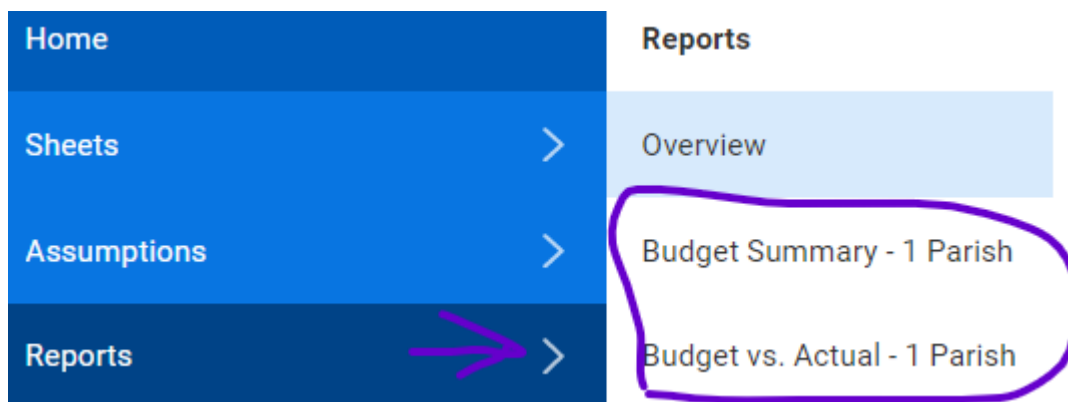 Home
Sheets
Assumptions
Reports
Reports
Overview
Budget Summary - 1 Parish
Budget vs. Actual - 1 Parish